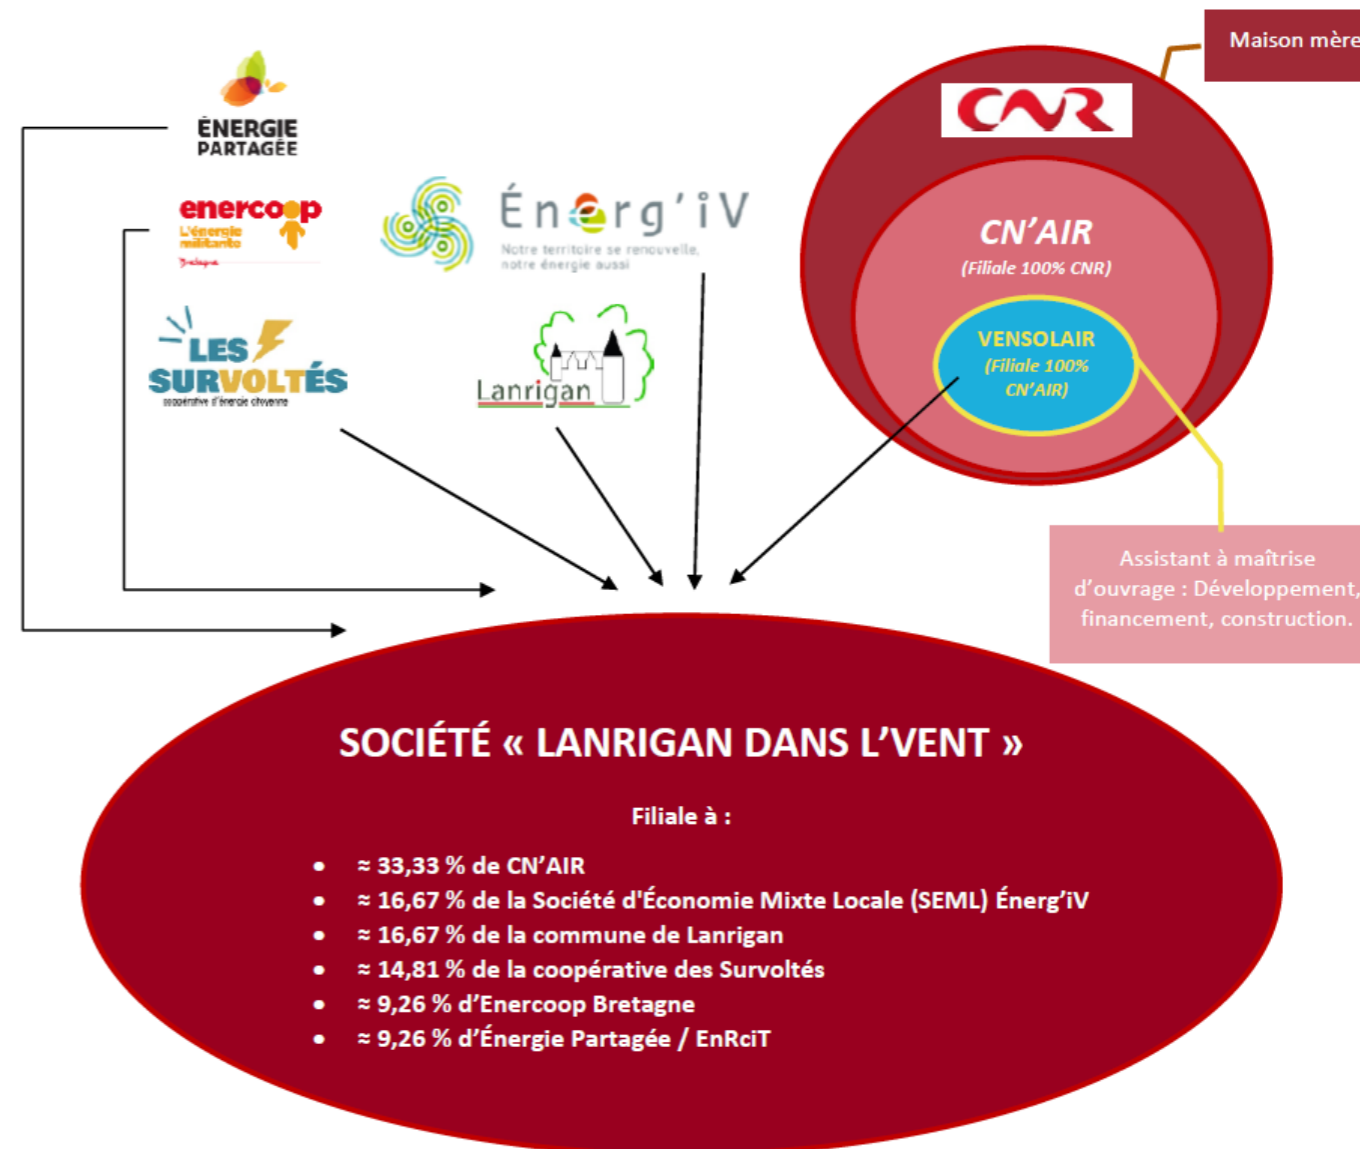 Maison mère
ÉNERGIE
PARTAGÉE
CNR
enercoop
L'énergie
militante
Énerg'iV
Notre territoire se renouvelle,
notre énergie aussi
CN'AIR
(Filiale 100% CNR)
LES
SURVOLTÉS
coopérative d'énergie citoyenne
Lanrigan
VENSOLAIR
(Filiale 100%
CN'AIR)
Assistant à maîtrise
d'ouvrage : Développement,
financement, construction.
SOCIÉTÉ « LANRIGAN DANS L'VENT »
Filiale à :
• ≈ 33,33 % de CN'AIR
• ≈ 16,67 % de la Société d'Économie Mixte Locale (SEML) Énerg'iV
• ≈ 16,67 % de la commune de Lanrigan
• ≈ 14,81 % de la coopérative des Survoltés
• ≈ 9,26 % d'Enercoop Bretagne
• ≈ 9,26 % d'Énergie Partagée / EnRciT